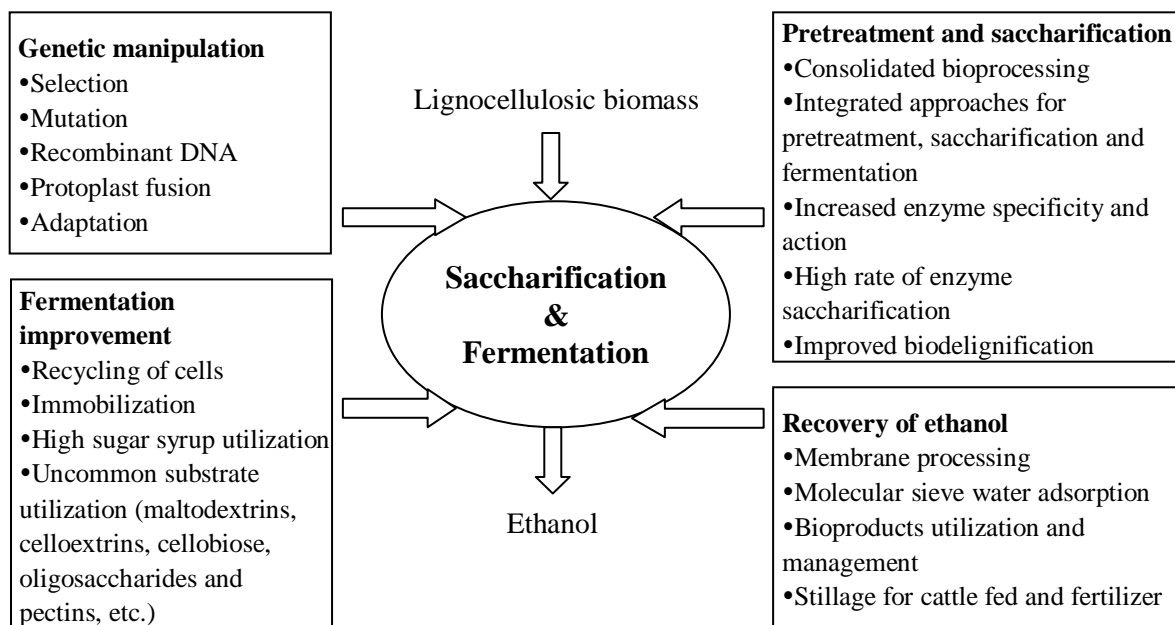 Genetic manipulation
•Selection
•Mutation
•Recombinant DNA
•Protoplast fusion
•Adaptation
Lignocellulosic biomass
Pretreatment and saccharification
•Consolidated bioprocessing
•Integrated approaches for
pretreatment, saccharification and
fermentation
•Increased enzyme specificity and
action
•High rate of enzyme
saccharification
•Improved biodelignification
Saccharification
&
Fermentation
Fermentation
improvement
•Recycling of cells
•Immobilization
•High sugar syrup utilization
•Uncommon substrate
utilization (maltodextrins,
celloextrins, cellobiose,
oligosaccharides and
pectins, etc.)
Ethanol
Recovery of ethanol
•Membrane processing
•Molecular sieve water adsorption
•Bioproducts utilization and
management
•Stillage for cattle fed and fertilizer